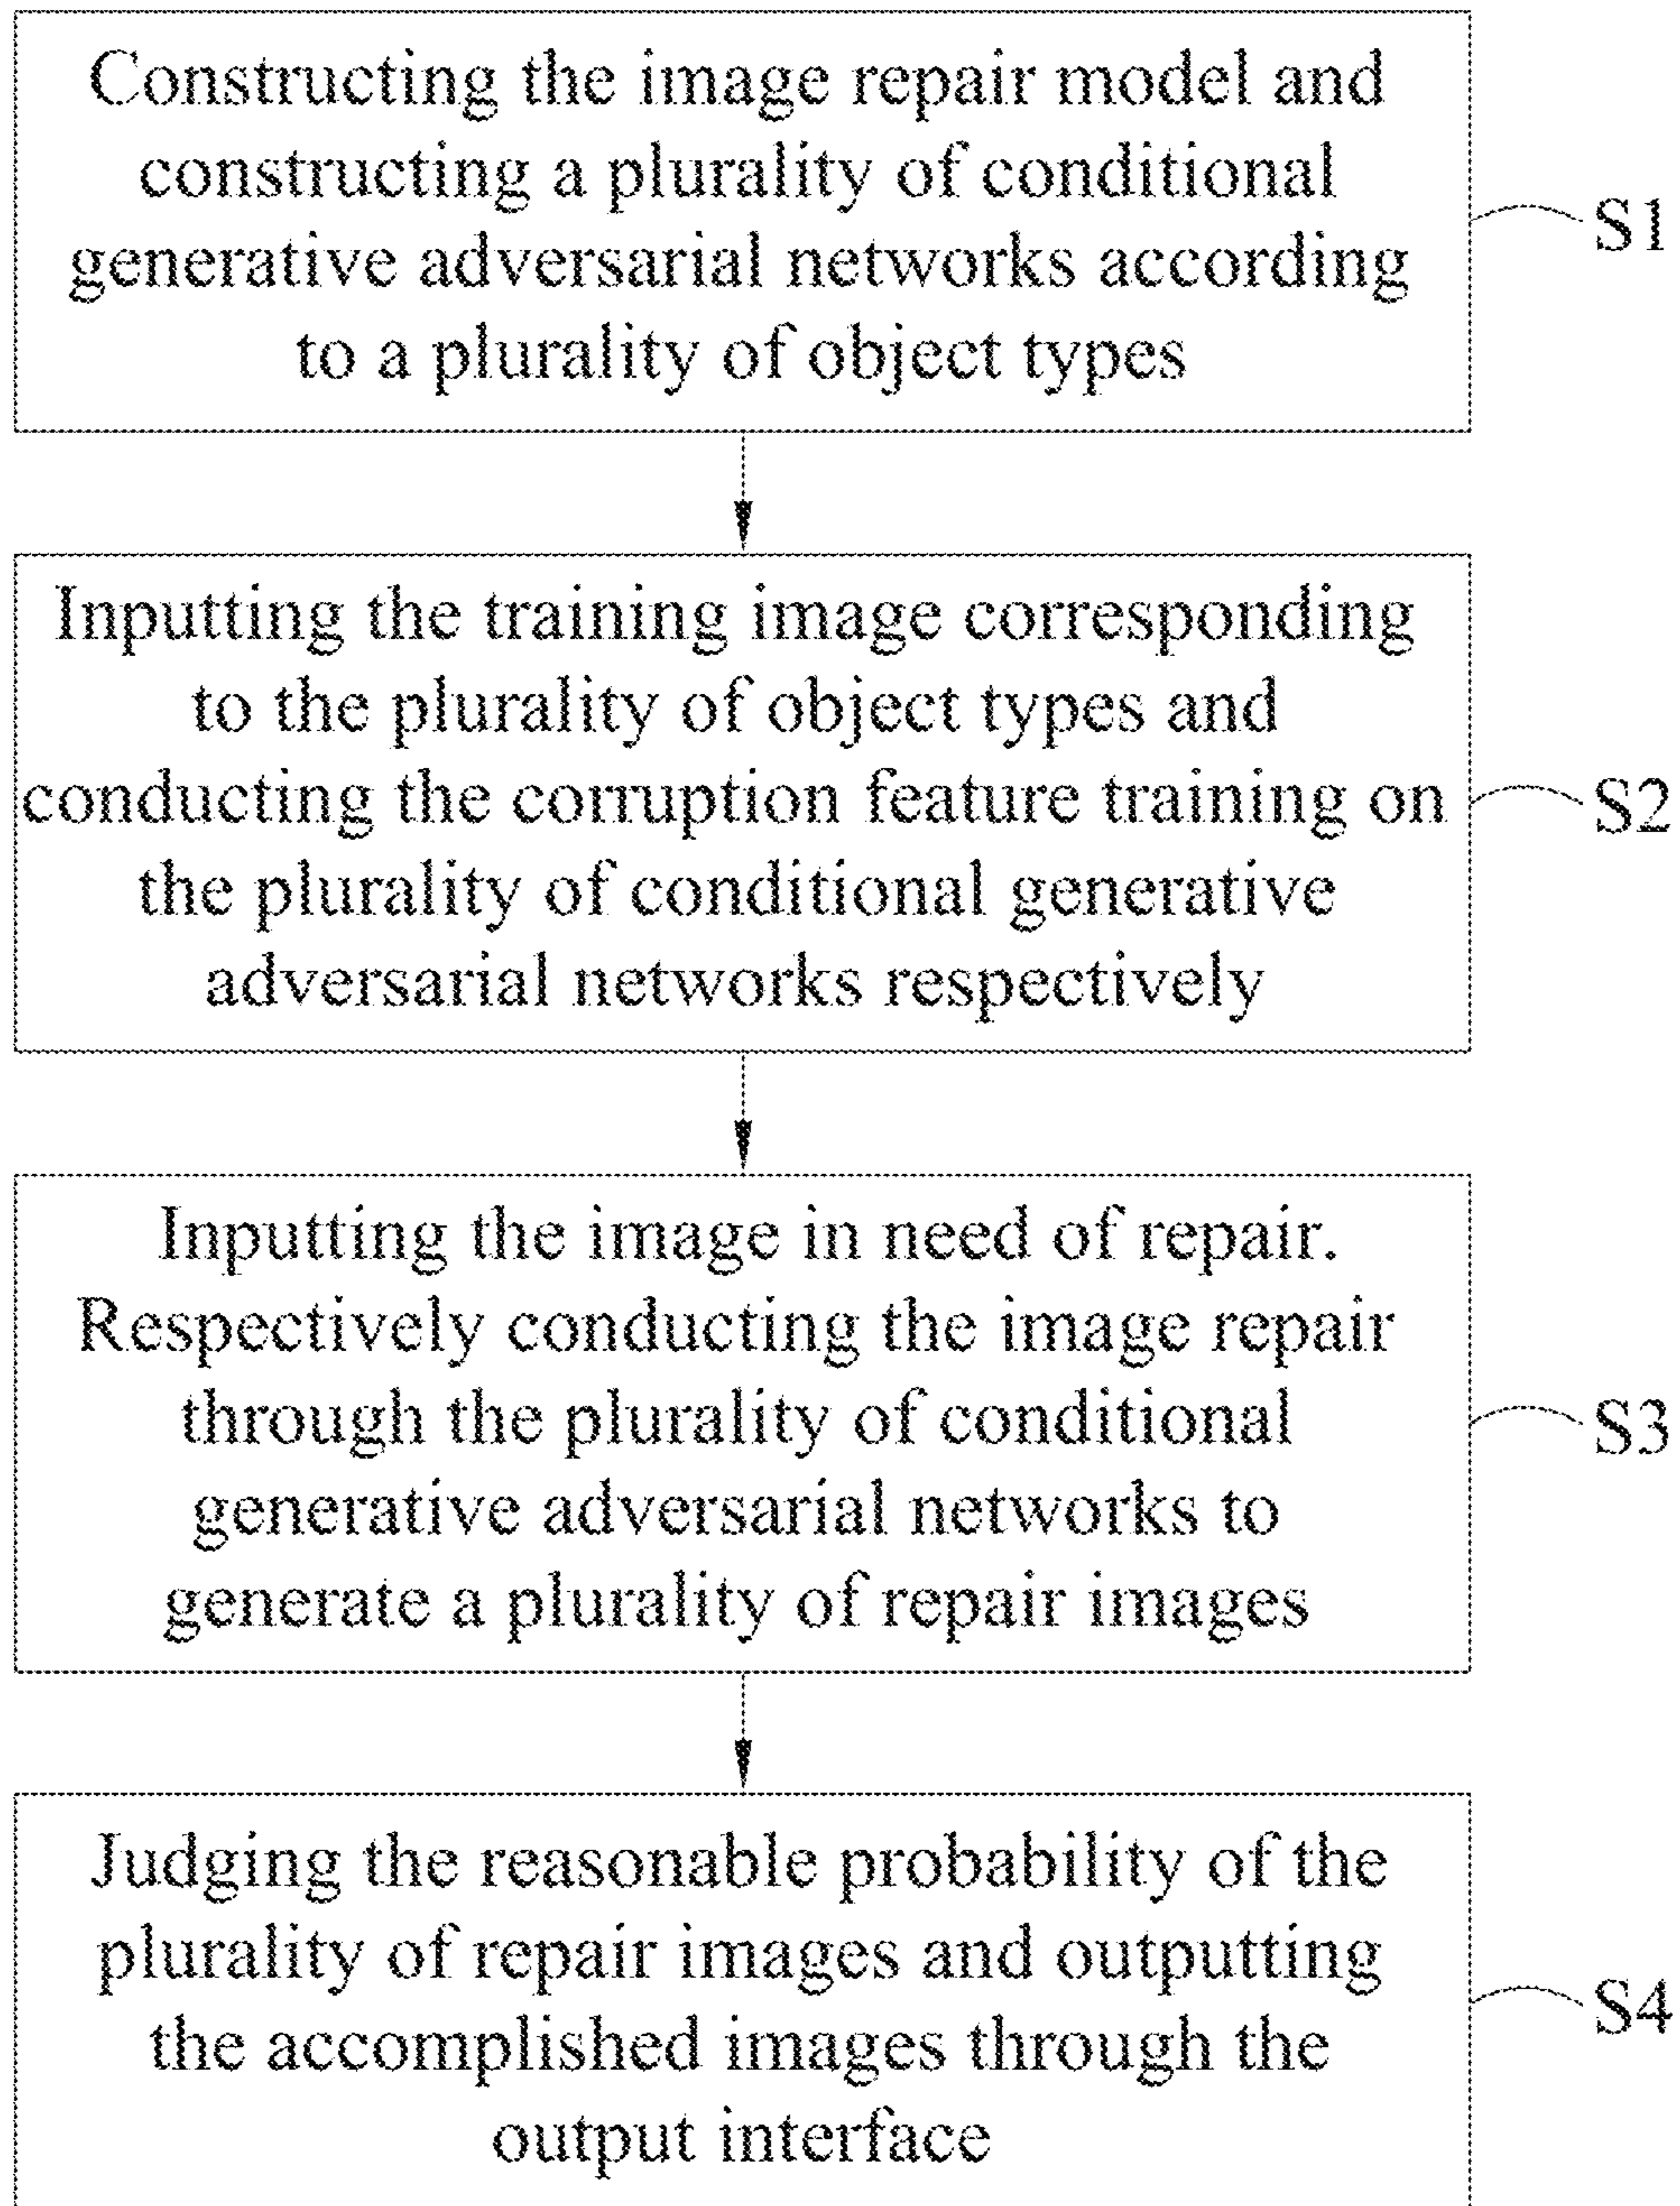 Constructing the image repair model and
constructing a plurality of conditional
generative adversarial networks according
to a plurality of object types
S1
Inputting the training image corresponding
to the plurality of object types and
conducting the corruption feature training on
the plurality of conditional generative
adversarial networks respectively
S2
Inputting the image in need of repair.
Respectively conducting the image repair
through the plurality of conditional
generative adversarial networks to
generate a plurality of repair images
S3
Judging the reasonable probability of the
plurality of repair images and outputting
the accomplished images through the
output interface
S4